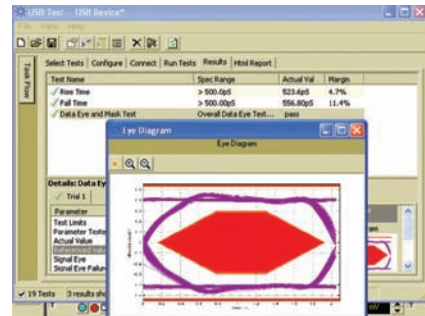 USB Test - USB Device*
File View Help
Task Flow
Select Tests Configure Connect Run Tests Results Html Report
Test Name Spec Range Actual Val Margin
Rise Time > 500.0pS 523.6pS 4.7%
Fall Time > 500.00pS 556.80pS 11.4%
Data Eye and Mask Test Overall Data Eye Test... pass
Eye Diagram
Eye Diagram
Details: Data Ey
Trial 1
Parameter
Test Limits
Parameter Teste
Actual Value
Signal Eye
Signal Eye Failur
19 Tests 3 results sh
mV